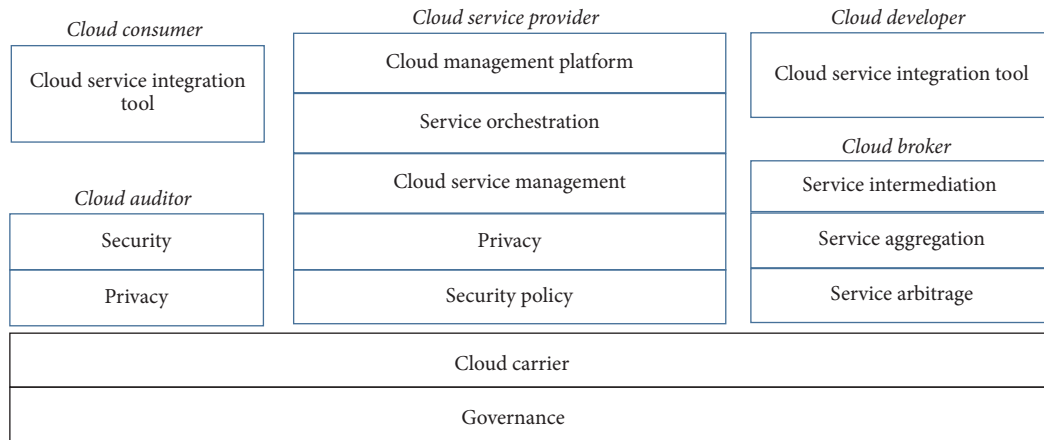 Cloud consumer
Cloud service integration
tool
Cloud auditor
Security
Privacy
Cloud service provider
Cloud management platform
Service orchestration
Cloud service management
Privacy
Security policy
Cloud developer
Cloud service integration tool
Cloud broker
Service intermediation
Service aggregation
Service arbitrage
Cloud carrier
Governance